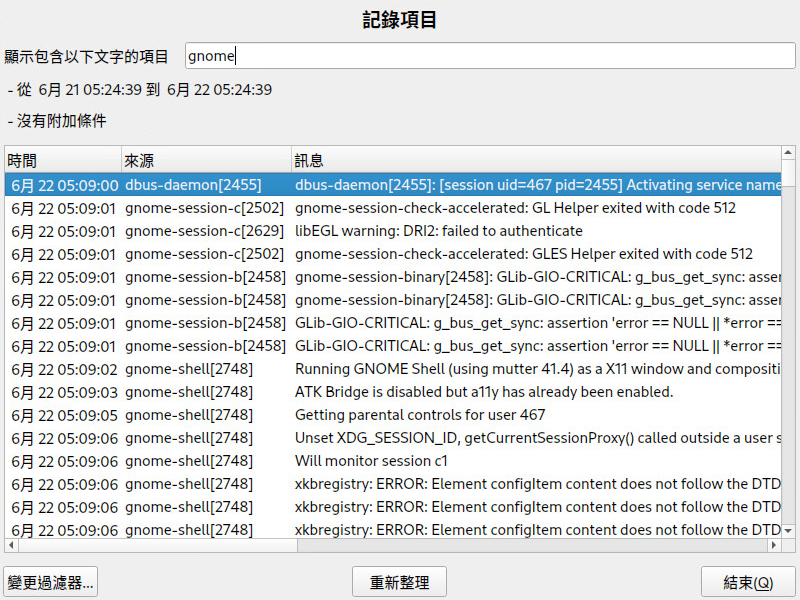 記錄項目
顯示包含以下文字的項目 gnome
- 從 6月 21 05:24:39 到 6月 22 05:24:39
- 沒有附加條件
時間 來源 訊息
6月 22 05:09:00 dbus-daemon[2455] dbus-daemon[2455]: [session uid=467 pid=2455] Activating service name
6月 22 05:09:01 gnome-session-c[2502] gnome-session-check-accelerated: GL Helper exited with code 512
6月 22 05:09:01 gnome-session-c[2629] libEGL warning: DRI2: failed to authenticate
6月 22 05:09:01 gnome-session-c[2502] gnome-session-check-accelerated: GLES Helper exited with code 512
6月 22 05:09:01 gnome-session-b[2458] gnome-session-binary[2458]: GLib-GIO-CRITICAL: g_bus_get_sync: asser
6月 22 05:09:01 gnome-session-b[2458] gnome-session-binary[2458]: GLib-GIO-CRITICAL: g_bus_get_sync: asser
6月 22 05:09:01 gnome-session-b[2458] GLib-GIO-CRITICAL: g_bus_get_sync: assertion 'error == NULL || *error ==
6月 22 05:09:01 gnome-session-b[2458] GLib-GIO-CRITICAL: g_bus_get_sync: assertion 'error == NULL || *error ==
6月 22 05:09:02 gnome-shell[2748] Running GNOME Shell (using mutter 41.4) as a X11 window and compositi
6月 22 05:09:03 gnome-shell[2748] ATK Bridge is disabled but a11y has already been enabled.
6月 22 05:09:05 gnome-shell[2748] Getting parental controls for user 467
6月 22 05:09:06 gnome-shell[2748] Unset XDG_SESSION_ID, getCurrentSessionProxy() called outside a user s
6月 22 05:09:06 gnome-shell[2748] Will monitor session c1
6月 22 05:09:06 gnome-shell[2748] xkbregistry: ERROR: Element configItem content does not follow the DTD
6月 22 05:09:06 gnome-shell[2748] xkbregistry: ERROR: Element configItem content does not follow the DTD
6月 22 05:09:06 gnome-shell[2748] xkbregistry: ERROR: Element configItem content does not follow the DTD
變更過濾器... 重新整理 結束(Q)